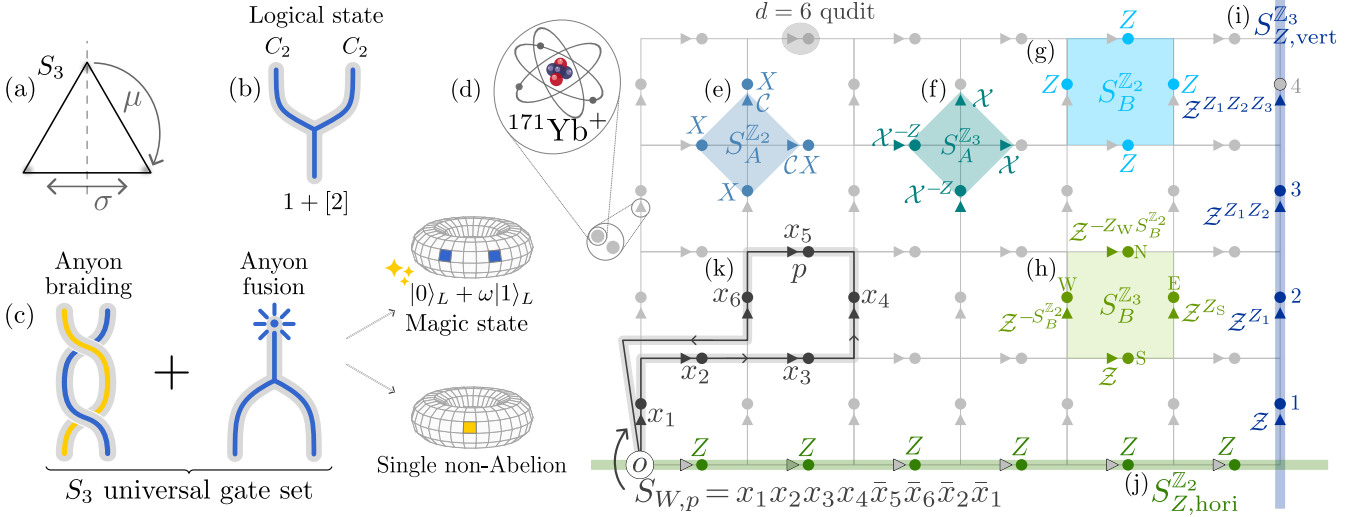 (a)
S_3
μ
σ
Logical state
C_2 C_2
(b)
1 + [2]
Anyon
braiding
Anyon
fusion
(c)
+
S_3 universal gate set
|0⟩_L + ω|1⟩_L
Magic state
Single non-Abelion
(d)
^{171}Yb^+
d = 6 qudit
(e)
X
𝒞
X
S_A^{ℤ_2}
𝒞X
X
(f)
𝒳
𝒳^{-Z}
S_A^{ℤ_3}
𝒳
𝒳^{-Z}
(g)
Z
Z
S_B^{ℤ_2}
Z
Z
(h)
𝒵^{-Z_W S_B^{ℤ_2}}
N
W
E
𝒵^{-S_B^{ℤ_2}}
S_B^{ℤ_3}
𝒵^{Z_S}
𝒵
S
(i)
S_{Z,vert}^{ℤ_3}
4
𝒵^{Z_1 Z_2 Z_3}
3
𝒵^{Z_1 Z_2}
2
𝒵^{Z_1}
1
𝒵
(k)
x_5
p
x_6
x_4
x_2
x_3
x_1
o
Z Z Z Z Z Z
S_{W,p} = x_1 x_2 x_3 x_4 x̄_5 x̄_6 x̄_2 x̄_1
(j)
S_{Z,hori}^{ℤ_2}